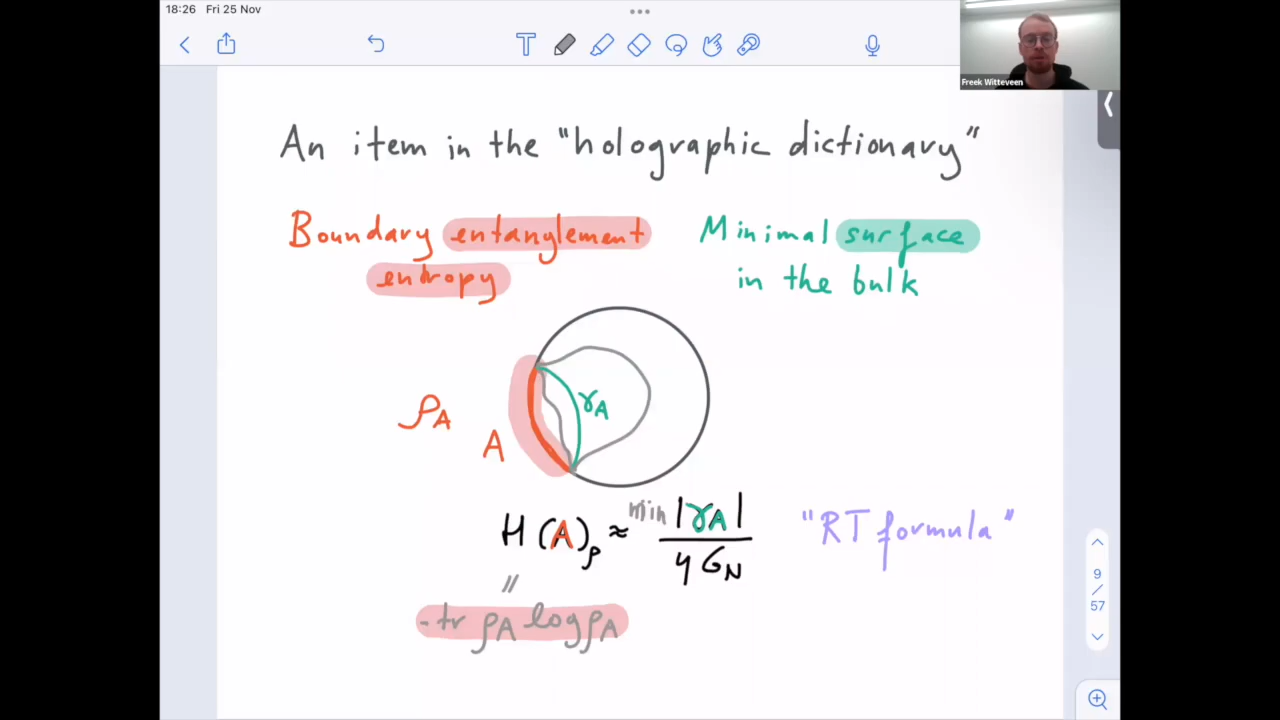 18:26 Fri 25 Nov
Freek Witteveen
An item in the "holographic dictionary"
Boundary entanglement
entropy
Minimal surface
in the bulk
γA
ρA
A
H(A)ρ ≈ min |γA| / 4GN
"RT formula"
=
-tr ρA log ρA
9
/
57